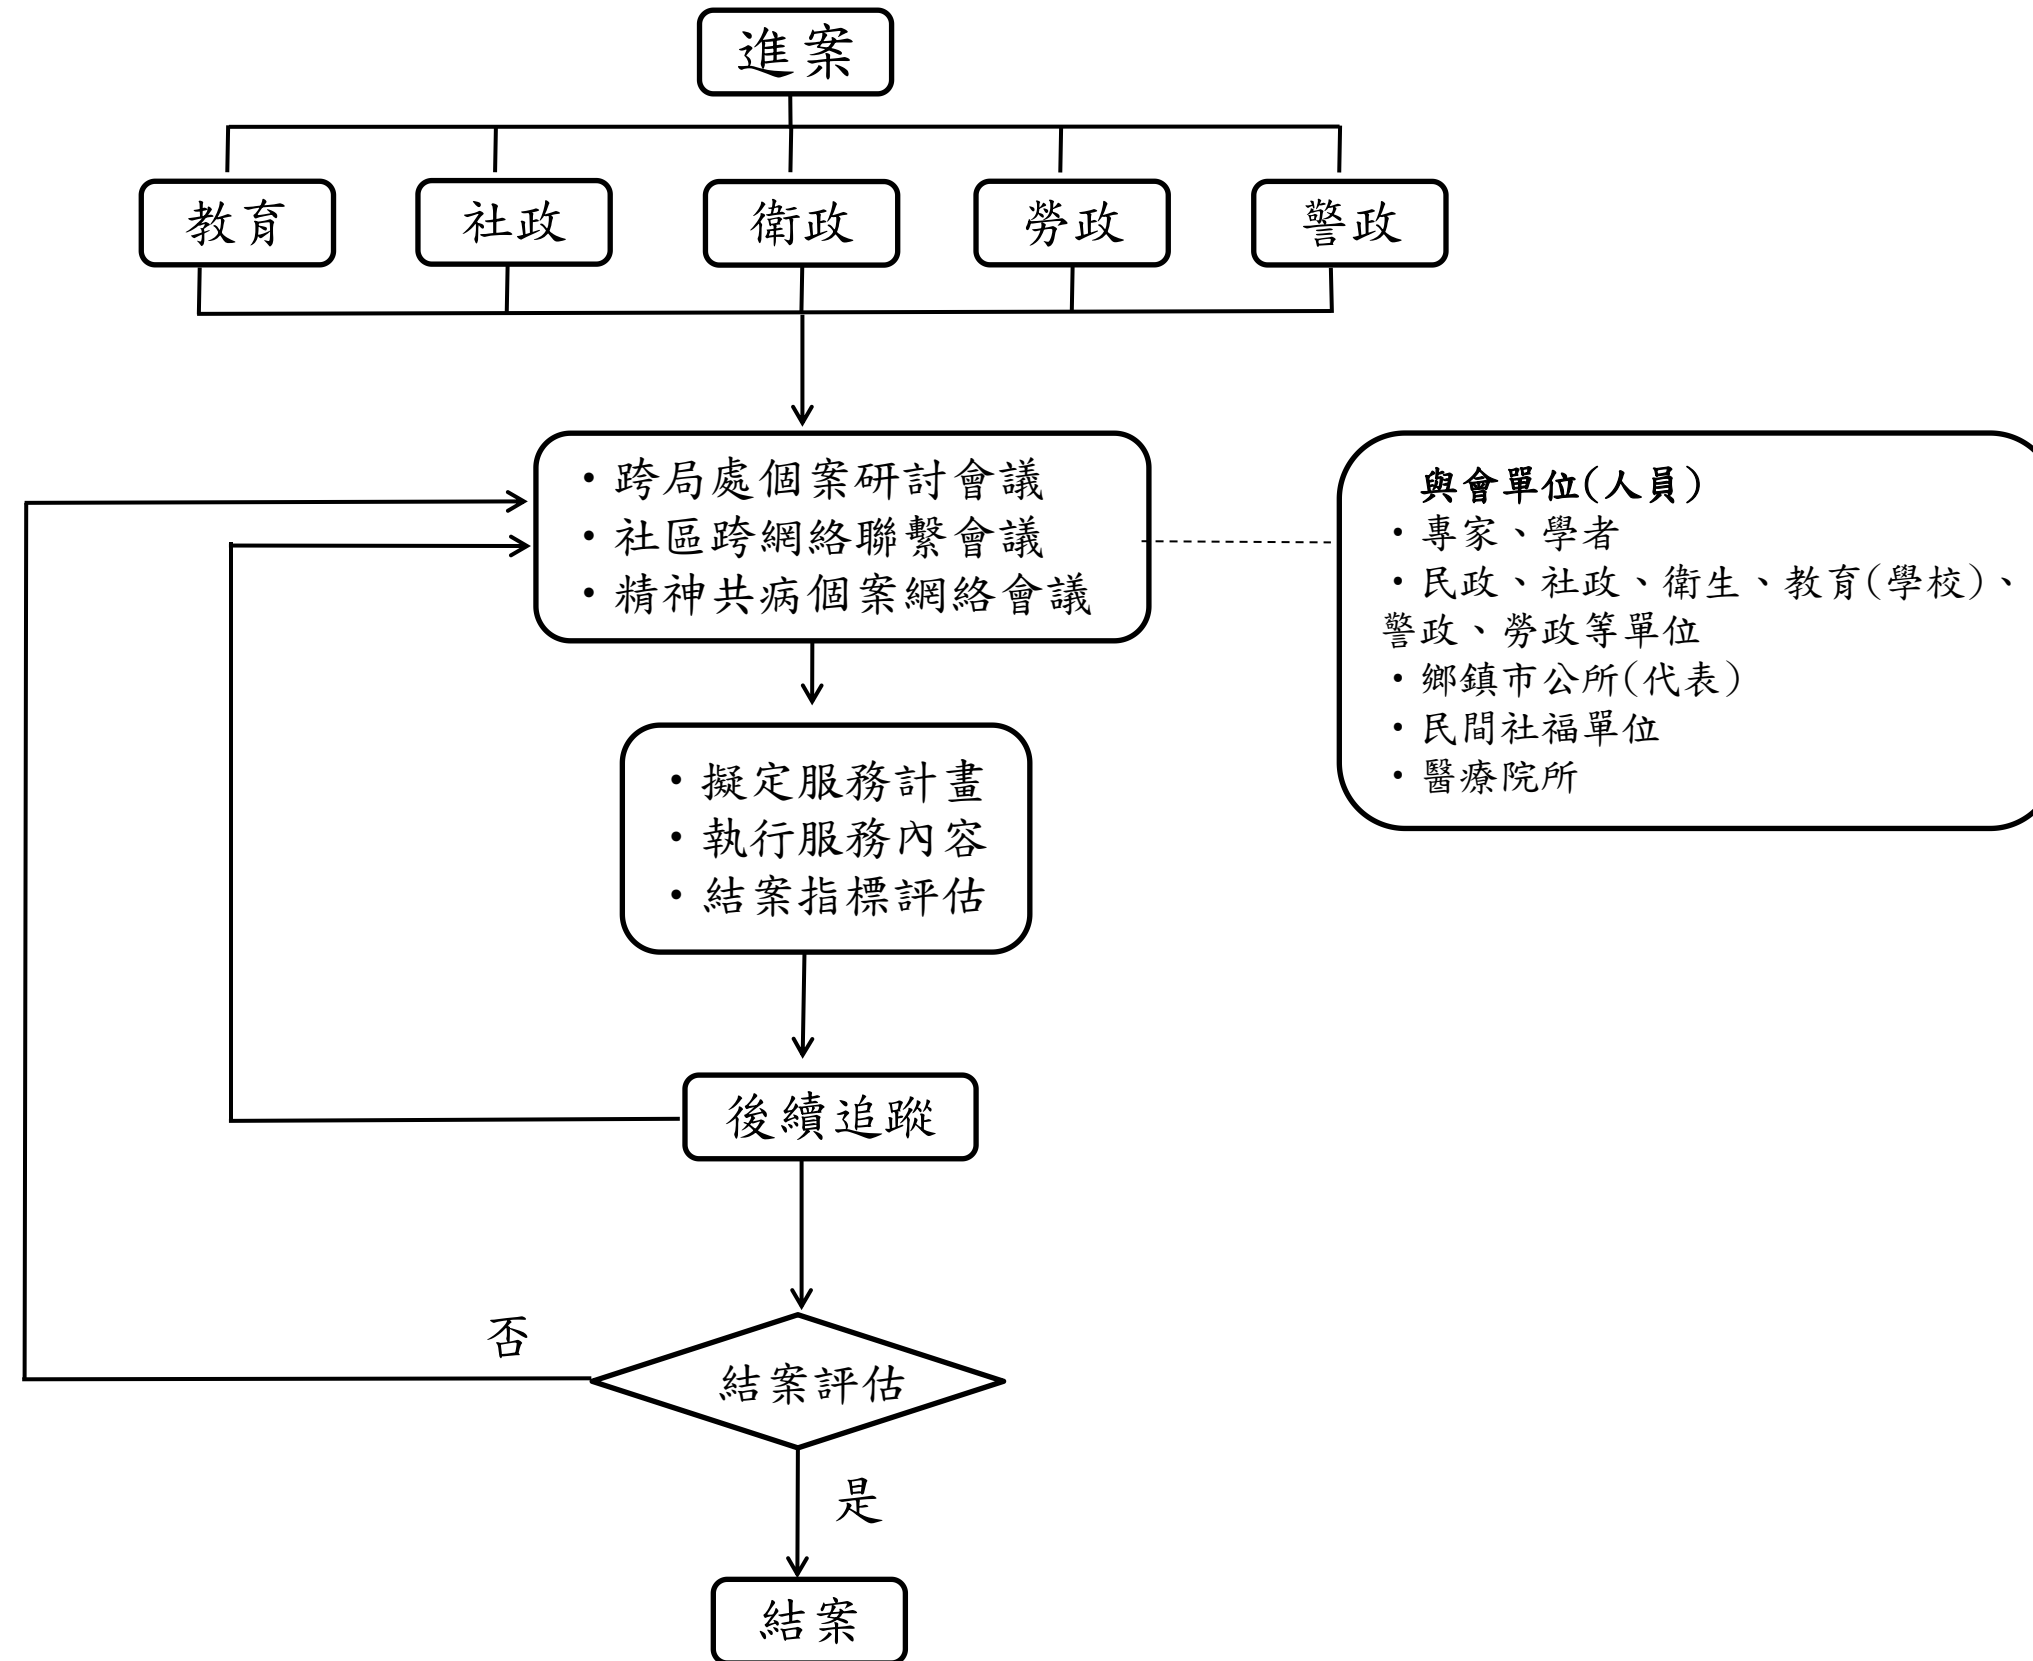 進案
教育
社政
衛政
勞政
警政
・跨局處個案研討會議
・社區跨網絡聯繫會議
・精神共病個案網絡會議
與會單位(人員)
・專家、學者
・民政、社政、衛生、教育(學校)、
警政、勞政等單位
・鄉鎮市公所(代表)
・民間社福單位
・醫療院所
・擬定服務計畫
・執行服務內容
・結案指標評估
後續追蹤
否
結案評估
是
結案